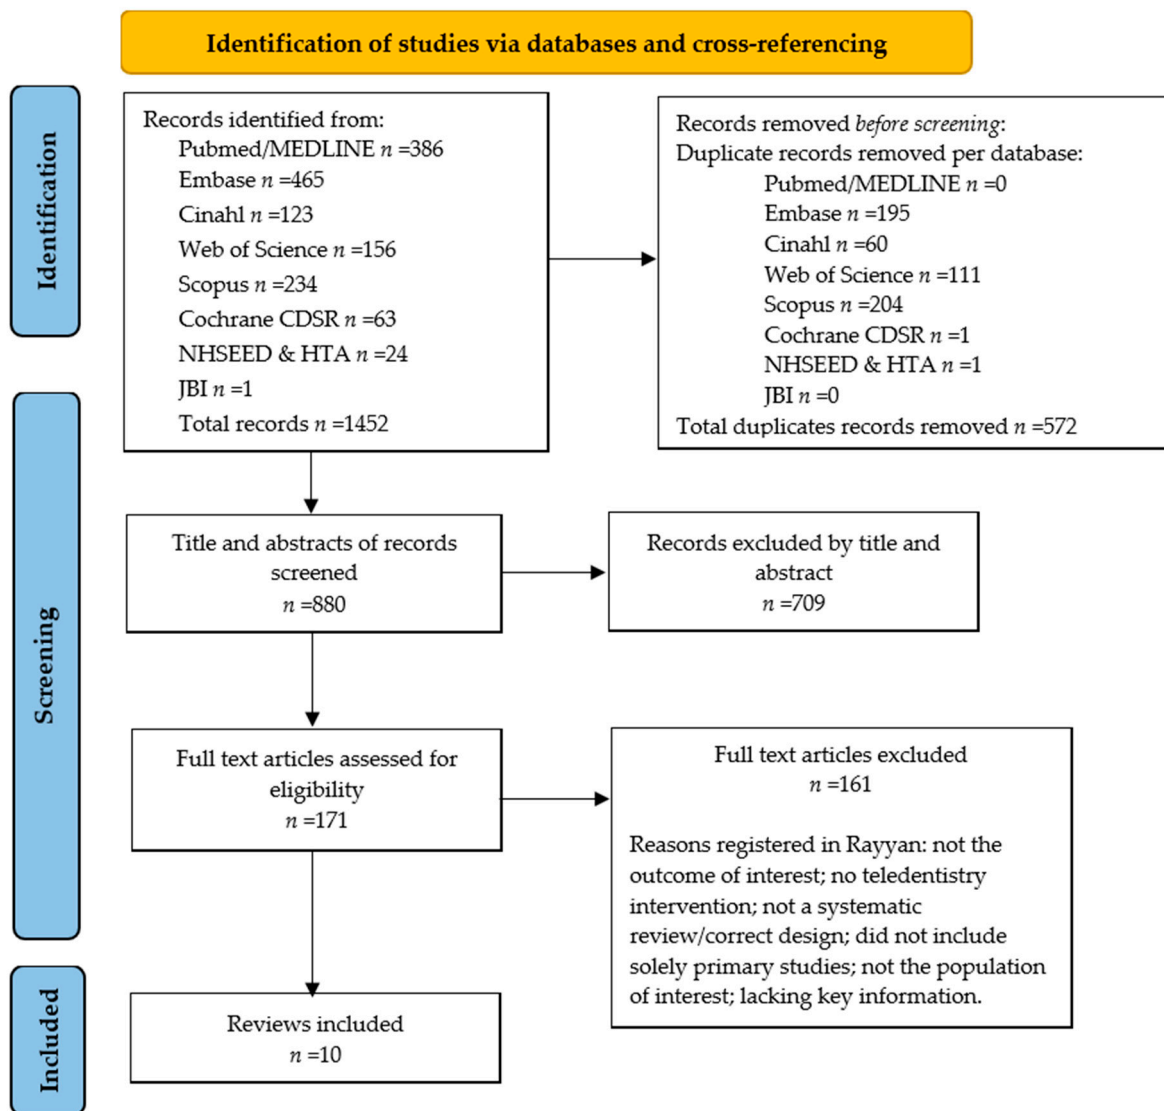 Identification of studies via databases and cross-referencing
Identification
Records identified from:
Pubmed/MEDLINE n =386
Embase n =465
Cinahl n =123
Web of Science n =156
Scopus n =234
Cochrane CDSR n =63
NHSEED & HTA n =24
JBI n =1
Total records n =1452
Records removed before screening:
Duplicate records removed per database:
Pubmed/MEDLINE n =0
Embase n =195
Cinahl n =60
Web of Science n =111
Scopus n =204
Cochrane CDSR n =1
NHSEED & HTA n =1
JBI n =0
Total duplicates records removed n =572
Screening
Title and abstracts of records
screened
n =880
Records excluded by title and
abstract
n =709
Full text articles assessed for
eligibility
n =171
Full text articles excluded
n =161
Reasons registered in Rayyan: not the
outcome of interest; no teledentistry
intervention; not a systematic
review/correct design; did not include
solely primary studies; not the population
of interest; lacking key information.
Included
Reviews included
n =10